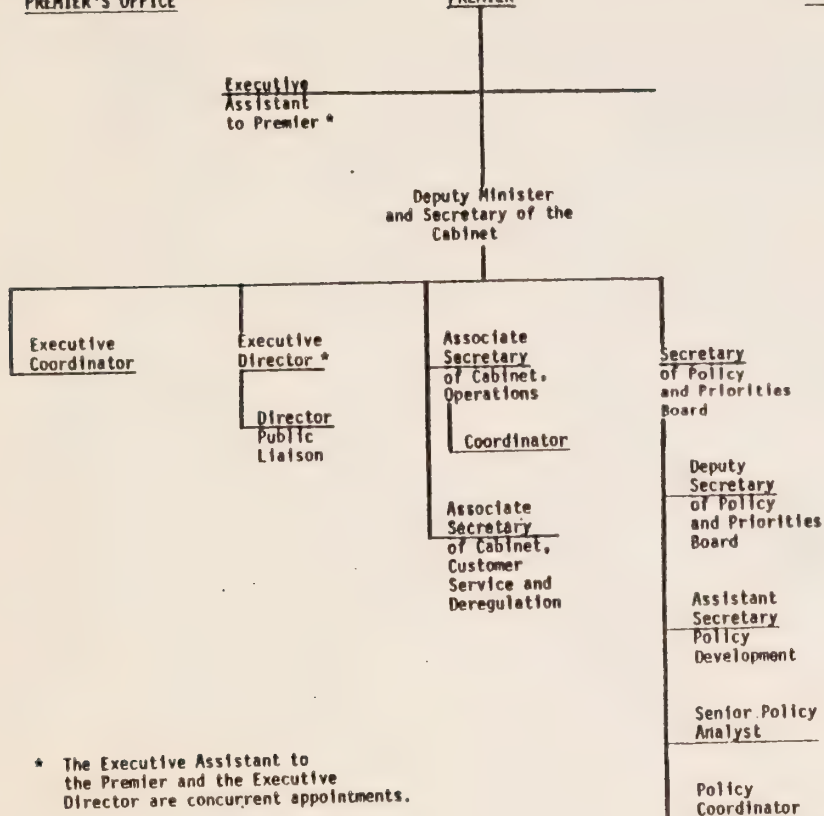 PREMIER'S OFFICE
PREMIER
Executive
Assistant
to Premier *
Deputy Minister
and Secretary of the
Cabinet
Executive
Coordinator
Executive
Director *
Director
Public
Liaison
Associate
Secretary
of Cabinet,
Operations
Coordinator
Associate
Secretary
of Cabinet,
Customer
Service and
Deregulation
Secretary
of Policy
and Priorities
Board
Deputy
Secretary
of Policy
and Priorities
Board
Assistant
Secretary
Policy
Development
Senior Policy
Analyst
Policy
Coordinator
* The Executive Assistant to
the Premier and the Executive
Director are concurrent appointments.